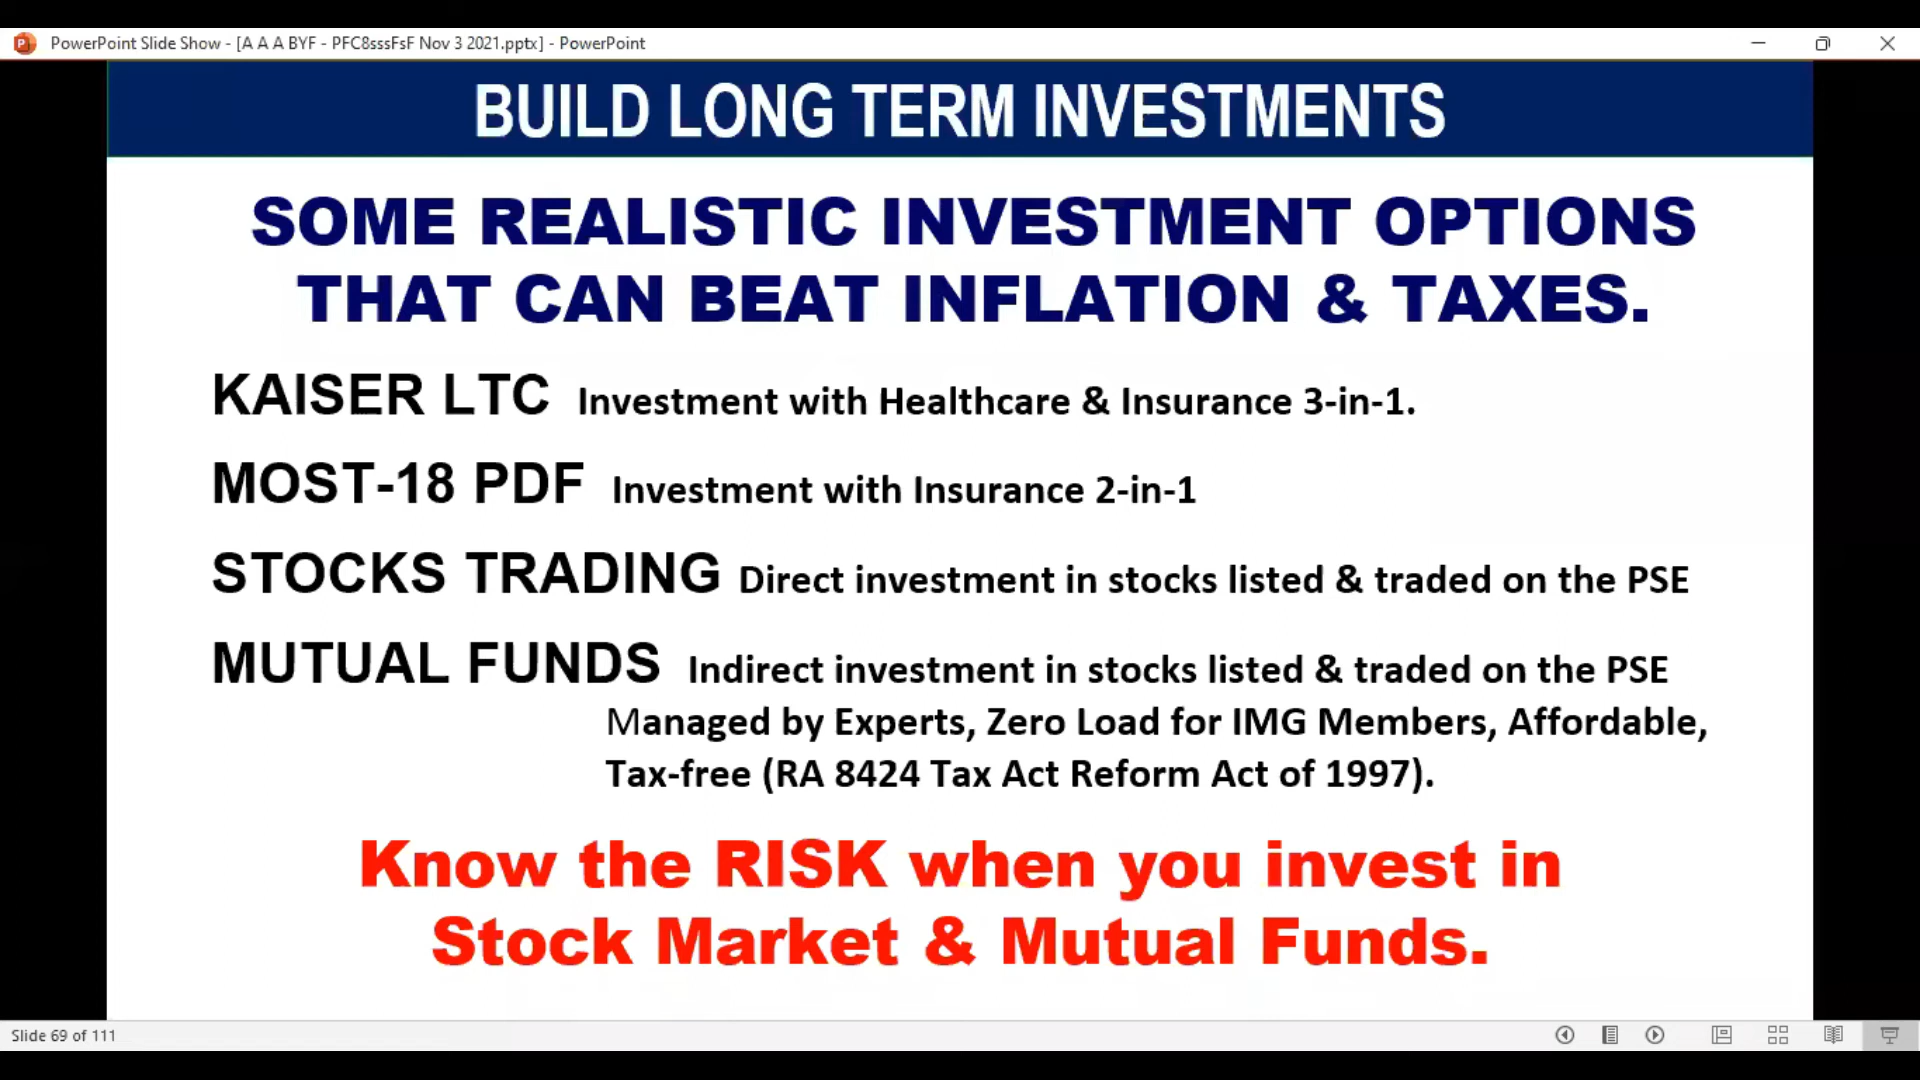 PowerPoint Slide Show - [A A A BYF - PFC8sssFsF Nov 3 2021.pptx] - PowerPoint
BUILD LONG TERM INVESTMENTS
SOME REALISTIC INVESTMENT OPTIONS
THAT CAN BEAT INFLATION & TAXES.
KAISER LTC Investment with Healthcare & Insurance 3-in-1.
MOST-18 PDF Investment with Insurance 2-in-1
STOCKS TRADING Direct investment in stocks listed & traded on the PSE
MUTUAL FUNDS Indirect investment in stocks listed & traded on the PSE
Managed by Experts, Zero Load for IMG Members, Affordable,
Tax-free (RA 8424 Tax Act Reform Act of 1997).
Know the RISK when you invest in
Stock Market & Mutual Funds.
Slide 69 of 111